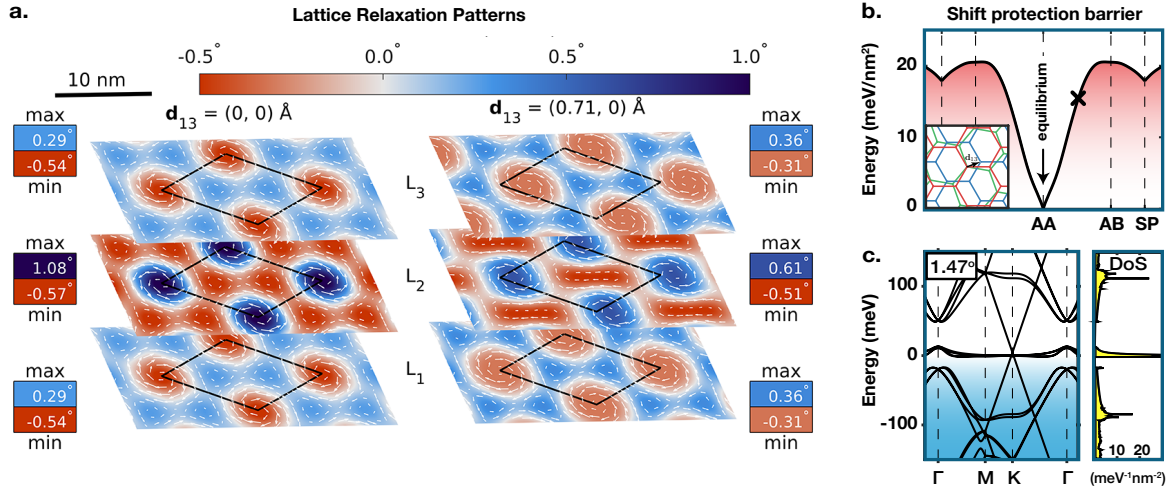 a.
Lattice Relaxation Patterns
-0.5° 0.0° 0.5° 1.0°
10 nm
d13 = (0, 0) Å
d13 = (0.71, 0) Å
max
0.29°
-0.54°
min
max
1.08°
-0.57°
min
max
0.29°
-0.54°
min
L3
L2
L1
max
0.36°
-0.31°
min
max
0.61°
-0.51°
min
max
0.36°
-0.31°
min
b.
Shift protection barrier
Energy (meV/nm²)
20
10
0
equilibrium
d13
AA AB SP
c.
1.47°
DoS
Energy (meV)
100
0
-100
Γ M K Γ
10 20
(meV⁻¹nm⁻²)